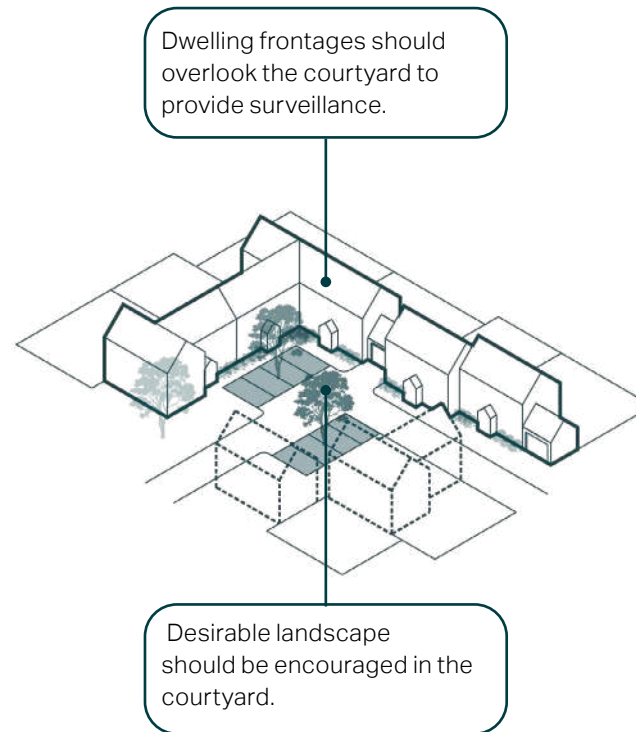 Dwelling frontages should
overlook the courtyard to
provide surveillance.
Desirable landscape
should be encouraged in the
courtyard.